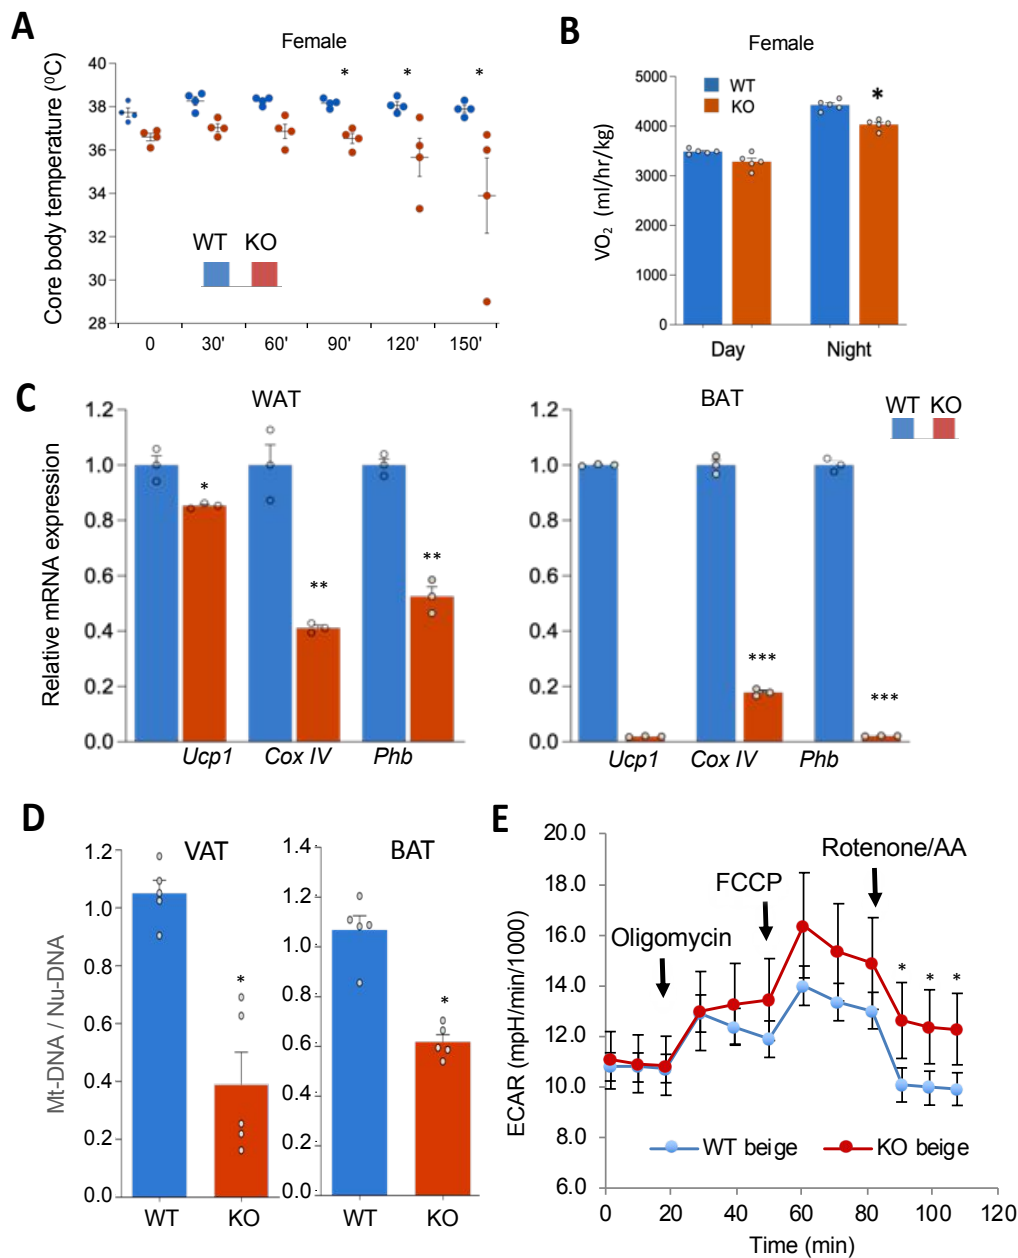 A
Female
Core body temperature (⁰C)
40
38
36
34
32
30
28
* * *
WT KO
0 30' 60' 90' 120' 150'
B
Female
VO₂ (ml/hr/kg)
5000
4000
3000
2000
1000
0
WT
KO
*
Day Night
C
WAT
Relative mRNA expression
1.2
1.0
0.8
0.6
0.4
0.2
0.0
*
**
**
Ucp1 Cox IV Phb
BAT
1.2
1.0
0.8
0.6
0.4
0.2
0.0
***
***
Ucp1 Cox IV Phb
WT KO
D
VAT
Mt-DNA / Nu-DNA
1.2
1.0
0.8
0.6
0.4
0.2
0.0
*
WT KO
BAT
1.4
1.2
1.0
0.8
0.6
0.4
0.2
0.0
*
WT KO
E
ECAR (mpH/min/1000)
20.0
18.0
16.0
14.0
12.0
10.0
8.0
6.0
Oligomycin
FCCP
Rotenone/AA
* * *
WT beige KO beige
0 20 40 60 80 100 120
Time (min)